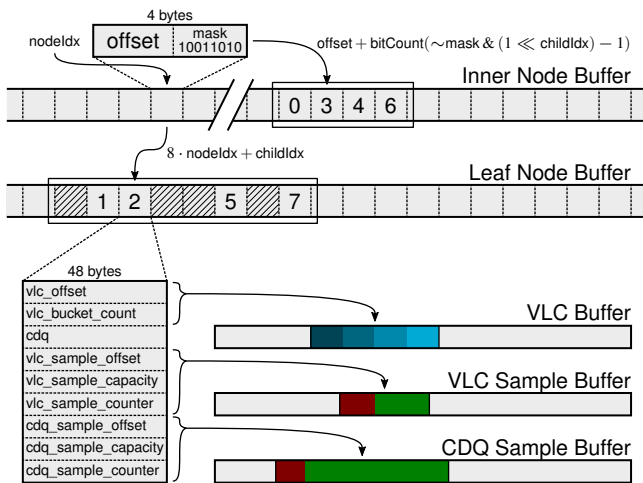 4 bytes
nodeIdx
offset
mask
10011010
offset + bitCount(∼mask & (1 ≪ childIdx) − 1)
Inner Node Buffer
0 3 4 6
8 · nodeIdx + childIdx
Leaf Node Buffer
1 2 5 7
48 bytes
vlc_offset
vlc_bucket_count
cdq
vlc_sample_offset
vlc_sample_capacity
vlc_sample_counter
cdq_sample_offset
cdq_sample_capacity
cdq_sample_counter
VLC Buffer
VLC Sample Buffer
CDQ Sample Buffer